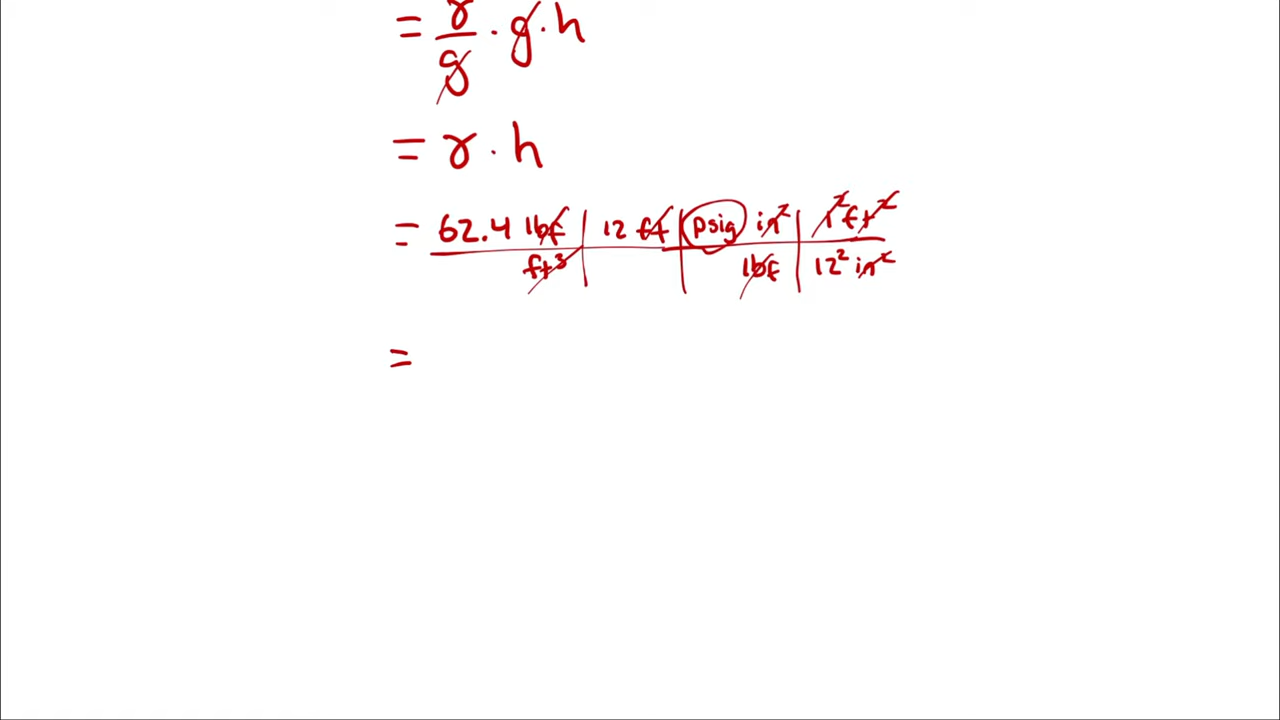 = γ/g · g · h
= γ · h
= 62.4 lbf | 12 ft | psig in² | 1² ft²
ft³ | | lbf | 12² in²
=